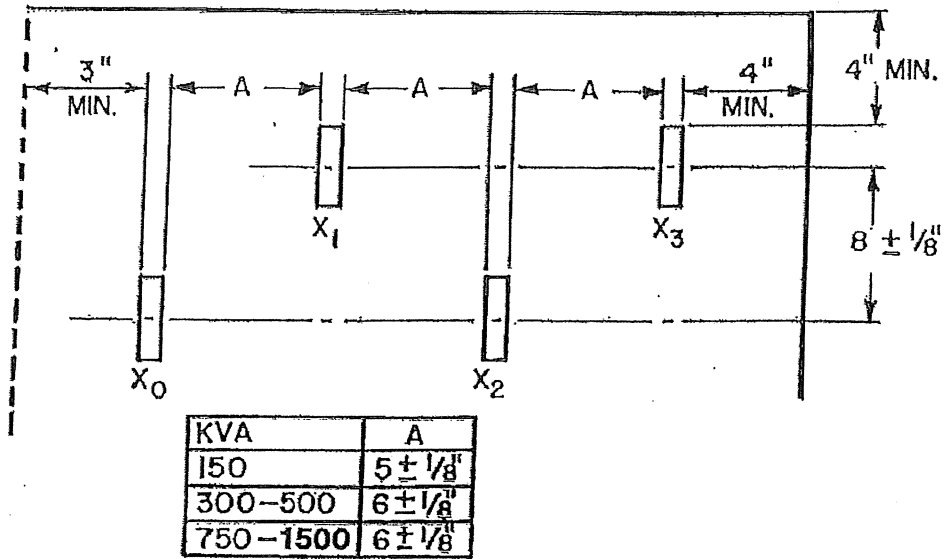 3"
MIN.
A
A
A
4"
MIN.
4" MIN.
X1
X3
8 ± 1/8"
X0
X2
KVA A
150 5 ± 1/8"
300-500 6 ± 1/8"
750-1500 6 ± 1/8"